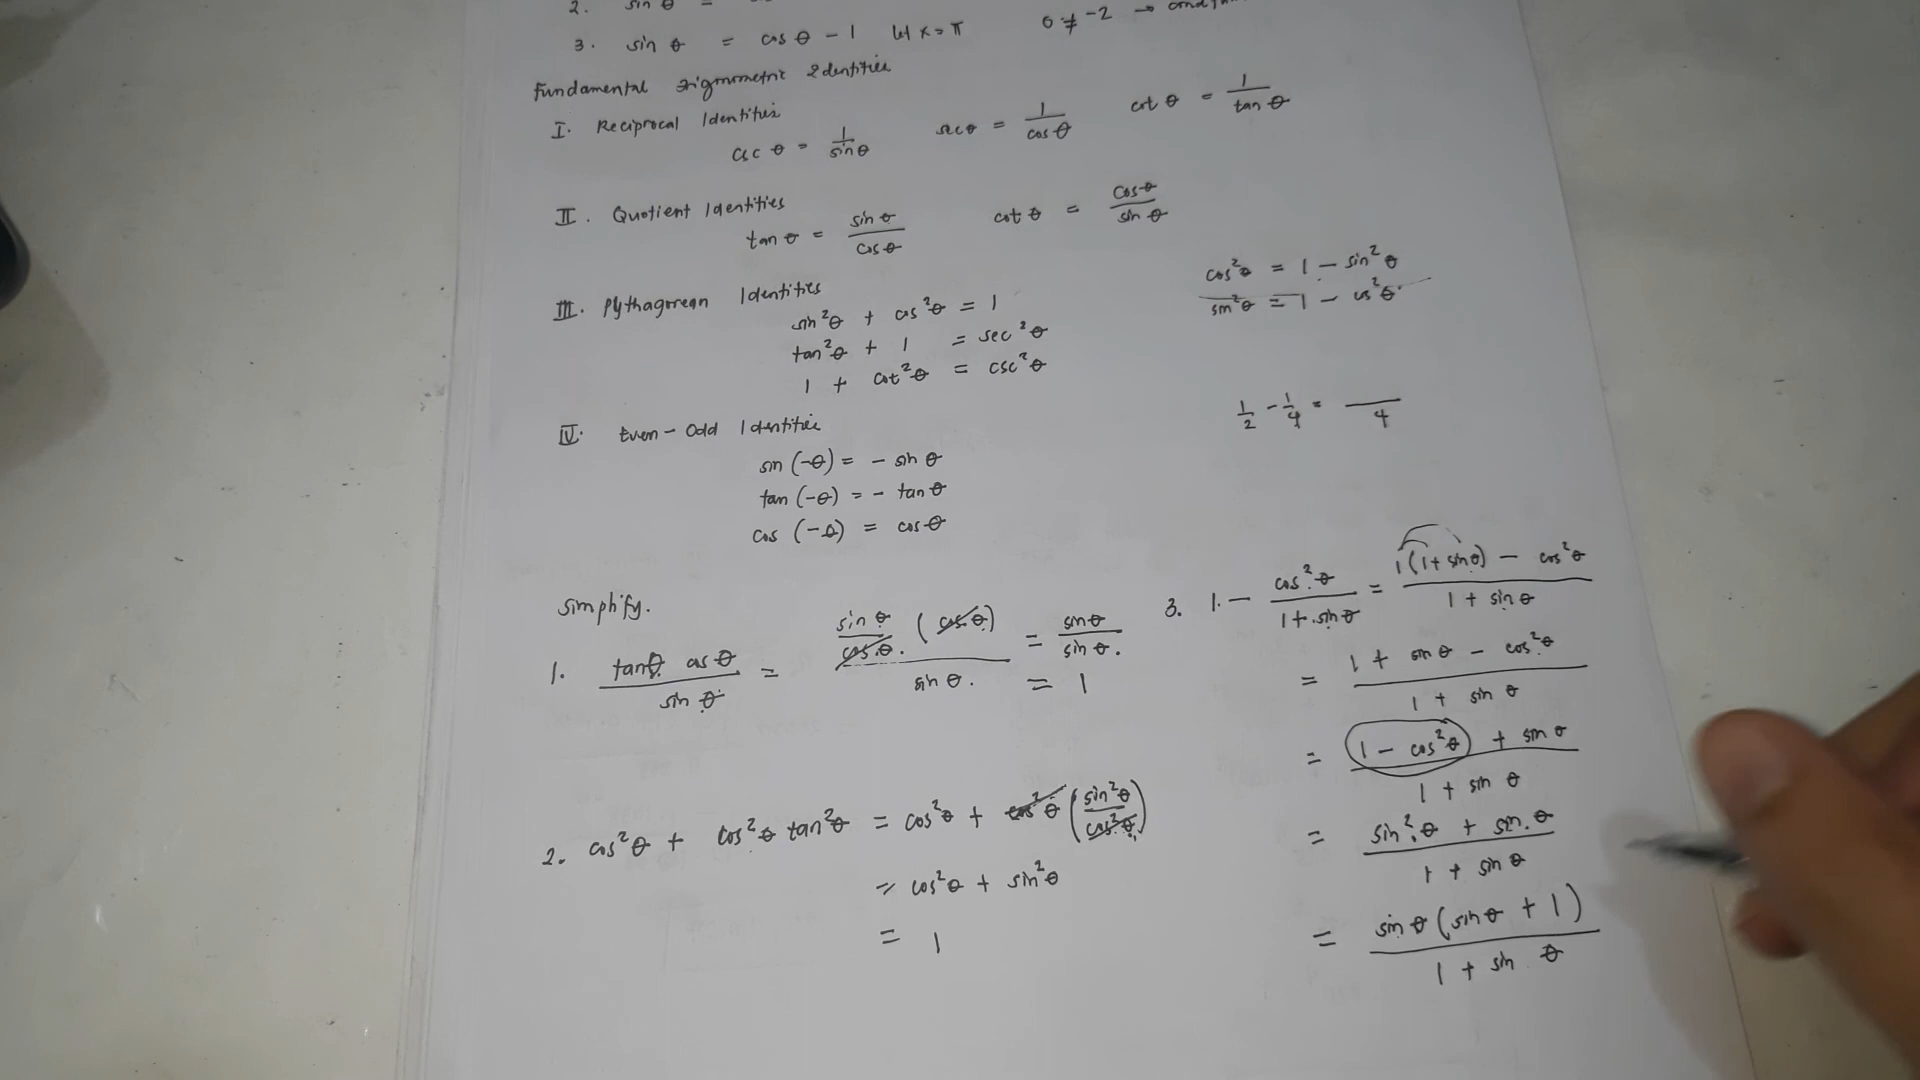 2. sin θ =
3. sin θ = cos θ - 1 let x = π 0 ≠ -2 →
Fundamental Trigonometric Identities
I. Reciprocal Identities
csc θ = 1/sin θ sec θ = 1/cos θ cot θ = 1/tan θ
II. Quotient Identities
tan θ = sin θ/cos θ cot θ = cos θ/sin θ
III. Pythagorean Identities
sin²θ + cos²θ = 1
tan²θ + 1 = sec²θ
1 + cot²θ = csc²θ
cos²θ = 1 - sin²θ
sin²θ = 1 - cos²θ
1/2 - 1/4 = /4
IV. Even-Odd Identities
sin (-θ) = - sin θ
tan (-θ) = - tan θ
cos (-θ) = cos θ
Simplify.
1. tan θ cos θ/sin θ = sin θ/cos θ (cos θ)/sin θ = sin θ/sin θ
= 1
2. cos²θ + cos²θ tan²θ = cos²θ + cos²θ (sin²θ/cos²θ)
= cos²θ + sin²θ
= 1
3. 1 - cos²θ/1 + sin θ = 1(1 + sin θ) - cos²θ/1 + sin θ
= 1 + sin θ - cos²θ/1 + sin θ
= 1 - cos²θ + sin θ/1 + sin θ
= sin²θ + sin θ/1 + sin θ
= sin θ (sin θ + 1)/1 + sin θ